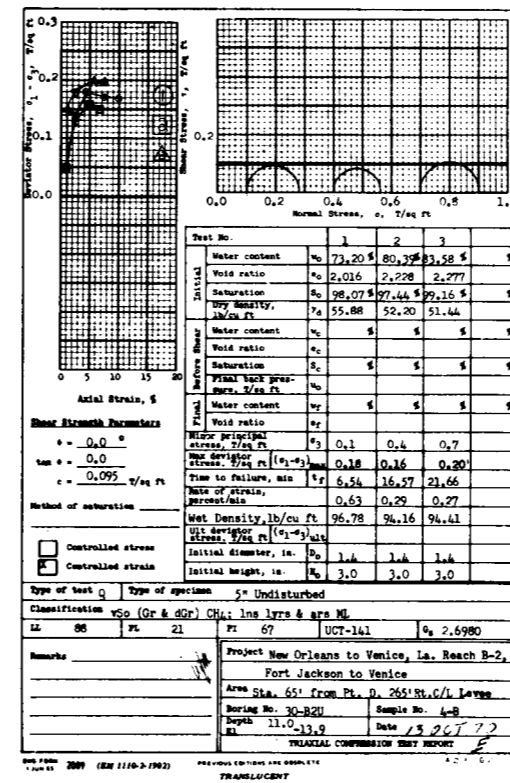 0.3
0.2
0.1
0.0
Deviator Stress, σ1 - σ3, T/sq ft
0 5 10 15 20
Axial Strain, %
1
2
3
Shear Stress, τ, T/sq ft
0.2
0.0 0.2 0.4 0.6 0.8 1.
Normal Stress, σ, T/sq ft
Test No. 1 2 3
Initial
Water content w0 73.20 % 80.39 % 83.58 % %
Void ratio e0 2.016 2.228 2.277
Saturation S0 98.07 % 97.44 % 99.16 % %
Dry density, lb/cu ft γd 55.88 52.20 51.44
Before Shear
Water content wc % % % %
Void ratio ec
Saturation Sc % % % %
Final back pressure, T/sq ft u0
Final
Water content wf % % % %
Void ratio ef
Minor principal stress, T/sq ft σ3 0.1 0.4 0.7
Max deviator stress, T/sq ft (σ1-σ3)max 0.18 0.16 0.20
Time to failure, min tf 6.54 16.57 21.66
Rate of strain, percent/min 0.63 0.29 0.27
Wet Density, lb/cu ft 96.78 94.16 94.41
Ult deviator stress, T/sq ft (σ1-σ3)ult
Initial diameter, in. D0 1.4 1.4 1.4
Initial height, in. H0 3.0 3.0 3.0
Shear Strength Parameters
φ = 0.0 °
tan φ = 0.0
c = 0.095 T/sq ft
Method of saturation
Controlled stress
X Controlled strain
Type of test Q Type of specimen 5" Undisturbed
Classification vSo (Gr & dGr) CH4; lns lyrs & ars ML
LL 88 PL 21 PI 67 UCT-141 Gs 2.6980
Remarks
Project New Orleans to Venice, La. Reach B-2,
Fort Jackson to Venice
Area Sta. 65' from Pt. D. 265'Rt.C/L Levee
Boring No. 30-B2U Sample No. 4-B
Depth El 11.0 -13.9 Date 13 OCT 70
TRIAXIAL COMPRESSION TEST REPORT
ENG FORM 1 JUN 65 2089 (EM 1110-2-1902) PREVIOUS EDITIONS ARE OBSOLETE
TRANSLUCENT